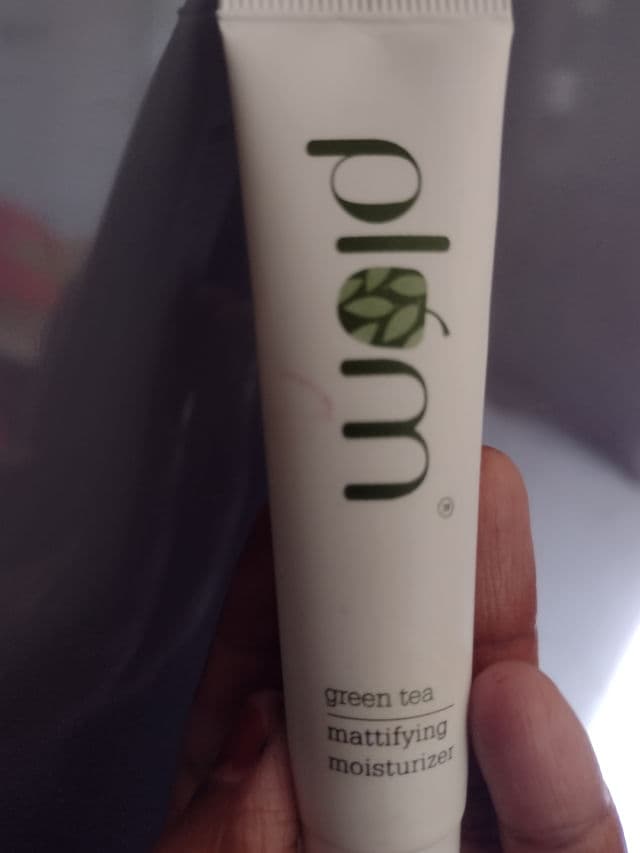 plum
green tea
mattifying
moisturizer